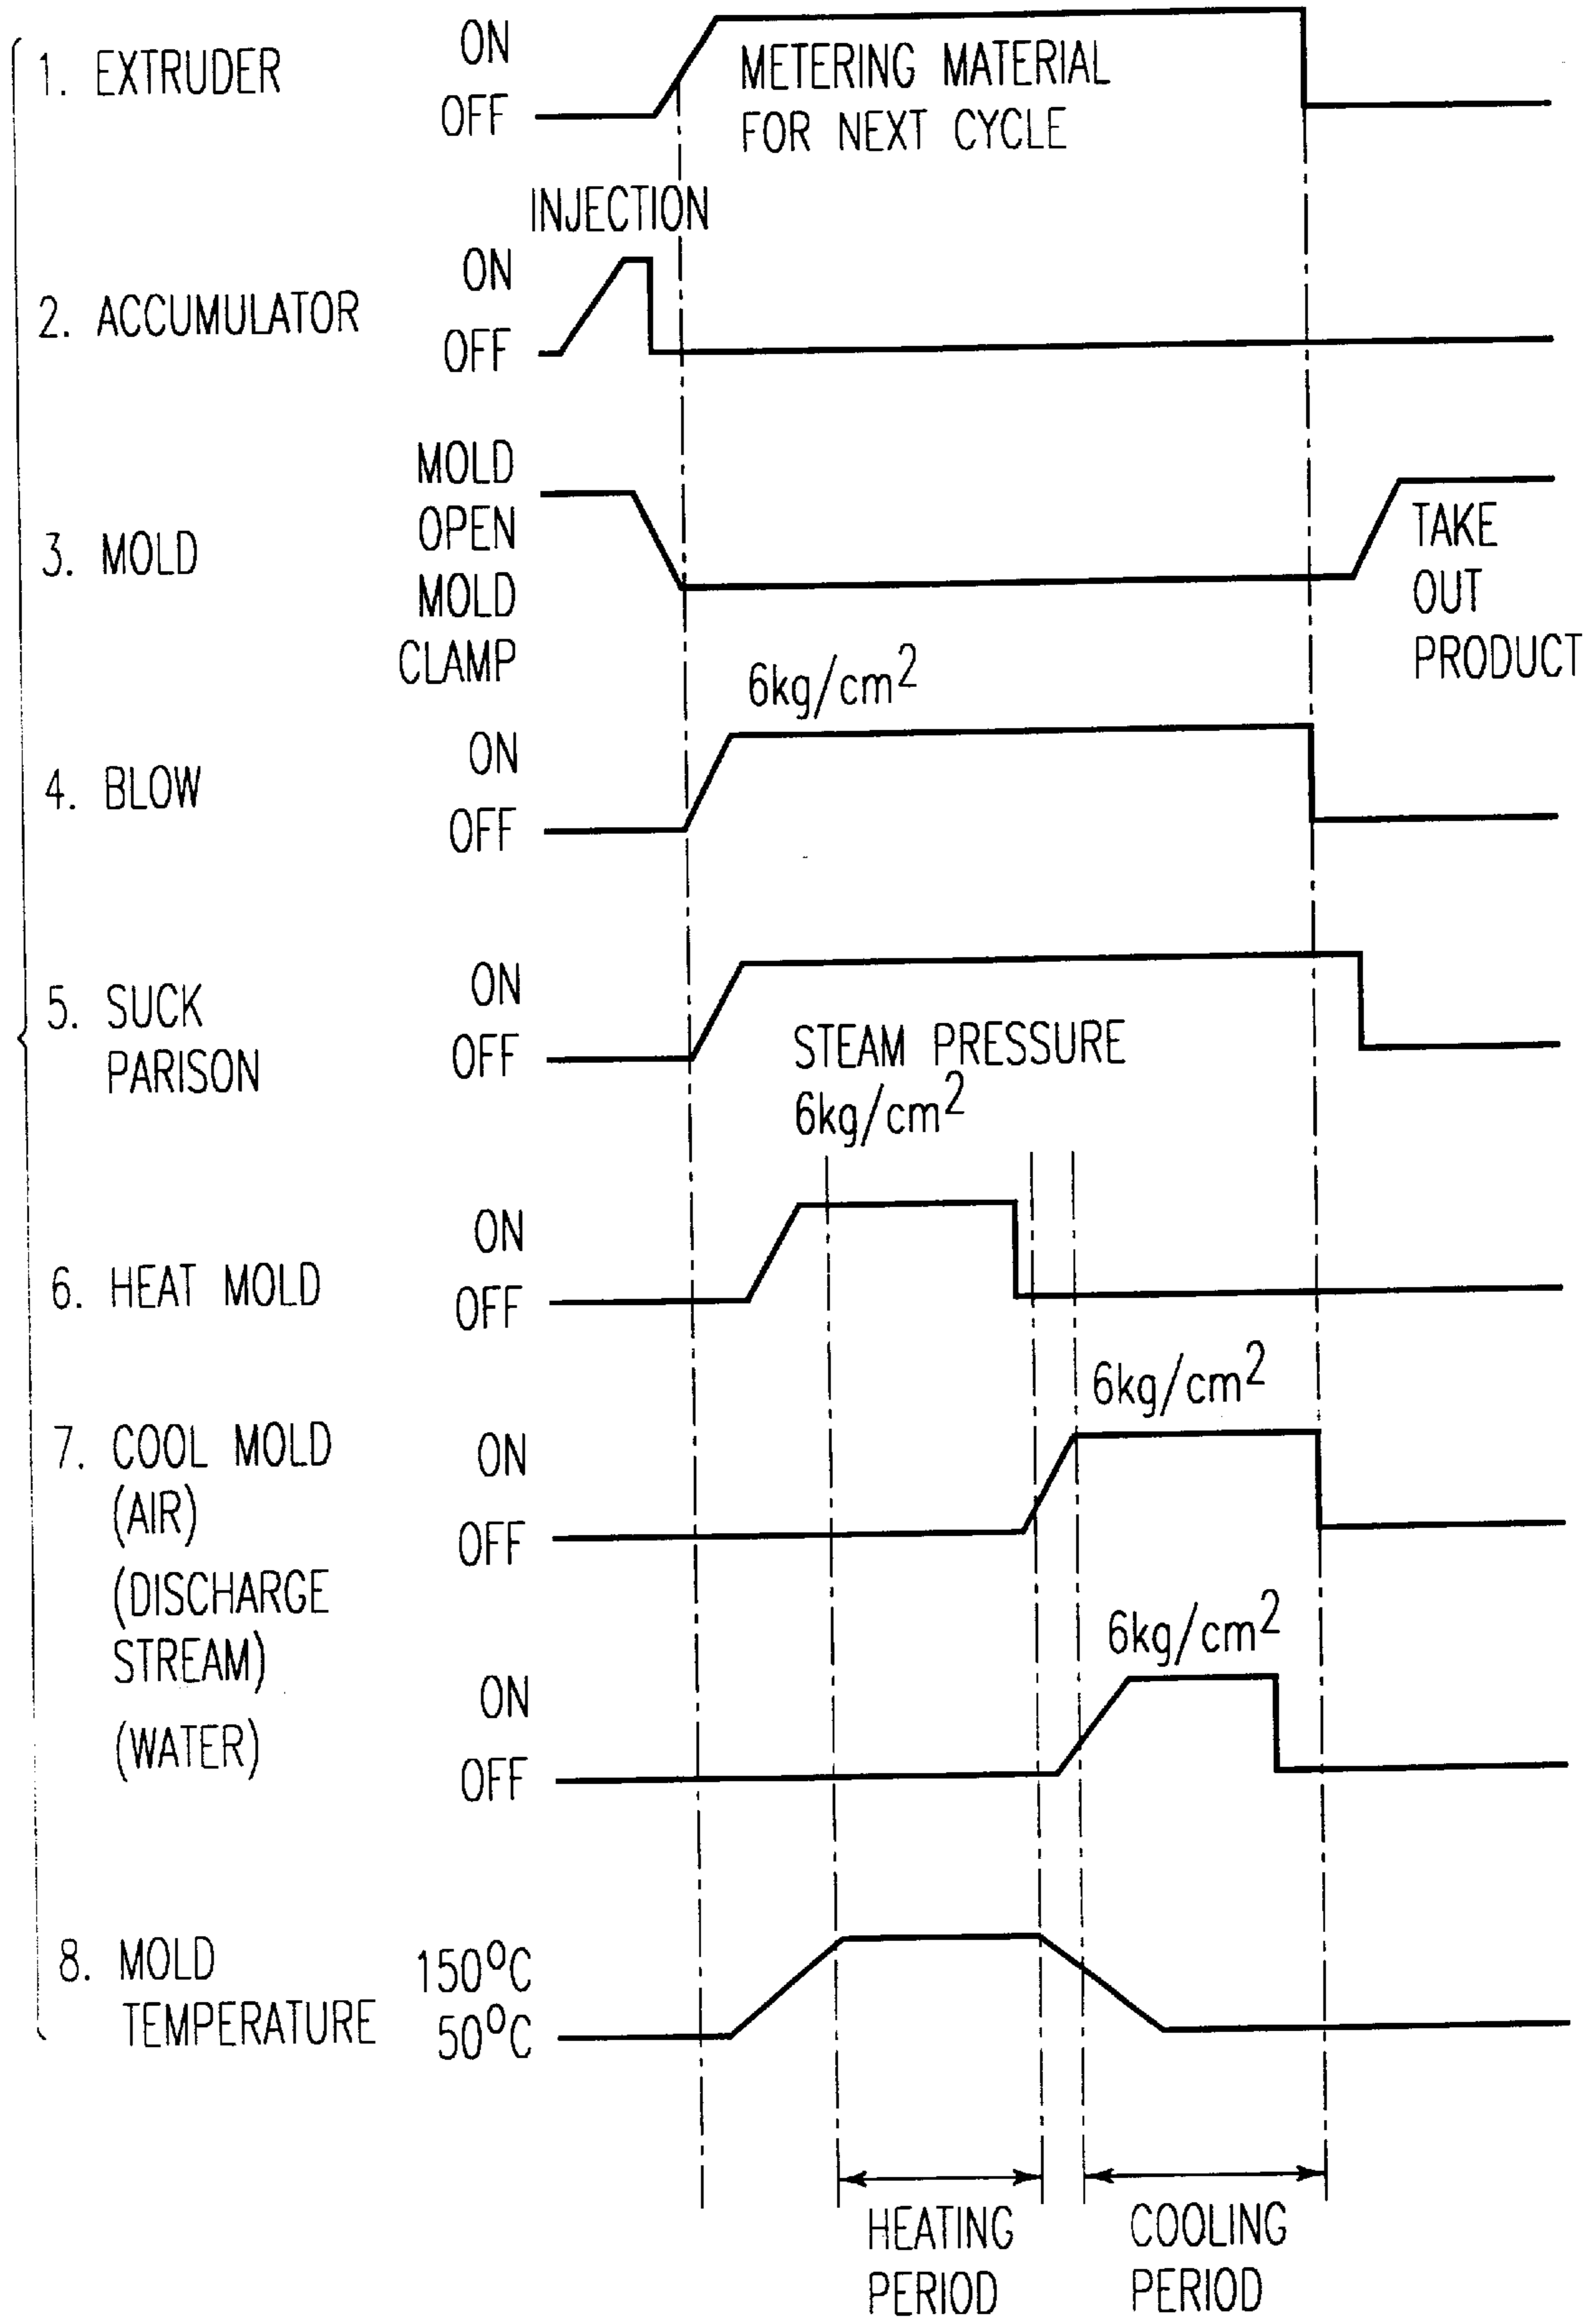 1. EXTRUDER
ON
OFF
METERING MATERIAL
FOR NEXT CYCLE
INJECTION
2. ACCUMULATOR
ON
OFF
3. MOLD
MOLD
OPEN
MOLD
CLAMP
TAKE
OUT
PRODUCT
6kg/cm²
4. BLOW
ON
OFF
5. SUCK
PARISON
ON
OFF
STEAM PRESSURE
6kg/cm²
6. HEAT MOLD
ON
OFF
6kg/cm²
7. COOL MOLD
(AIR)
(DISCHARGE
STREAM)
ON
OFF
6kg/cm²
(WATER)
ON
OFF
8. MOLD
TEMPERATURE
150°C
50°C
HEATING
PERIOD
COOLING
PERIOD